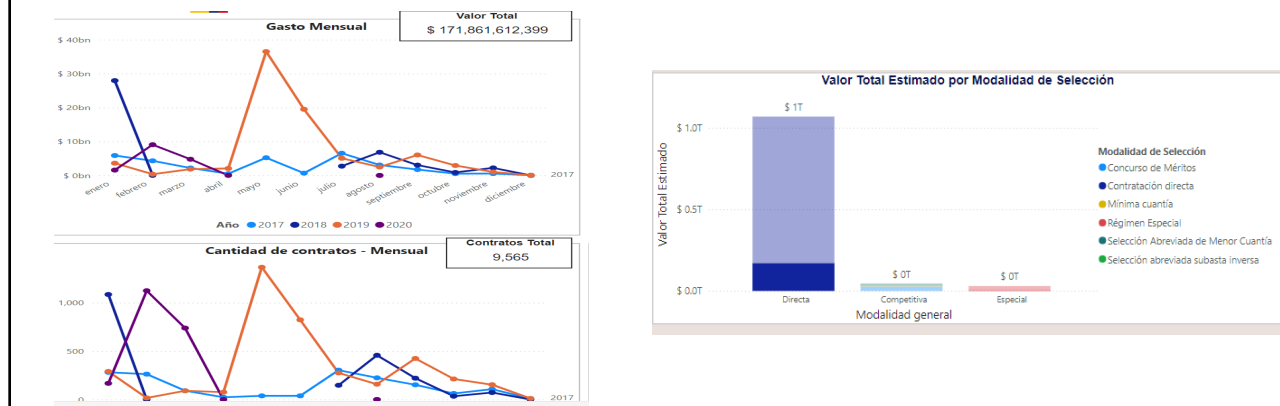 Gasto Mensual
Valor Total
$ 171,861,612,399
$ 40bn
$ 30bn
$ 20bn
$ 10bn
$ 0bn
enero
febrero
marzo
abril
mayo
junio
julio
agosto
septiembre
octubre
noviembre
diciembre
2017
Año 2017 2018 2019 2020
Cantidad de contratos - Mensual
Contratos Total
9,565
1,000
500
0
2017
Valor Total Estimado por Modalidad de Selección
Valor Total Estimado
$ 1T
$ 1.0T
$ 0.5T
$ 0T
$ 0T
$ 0.0T
Directa
Competitiva
Especial
Modalidad general
Modalidad de Selección
Concurso de Méritos
Contratación directa
Mínima cuantía
Régimen Especial
Selección Abreviada de Menor Cuantía
Selección abreviada subasta inversa